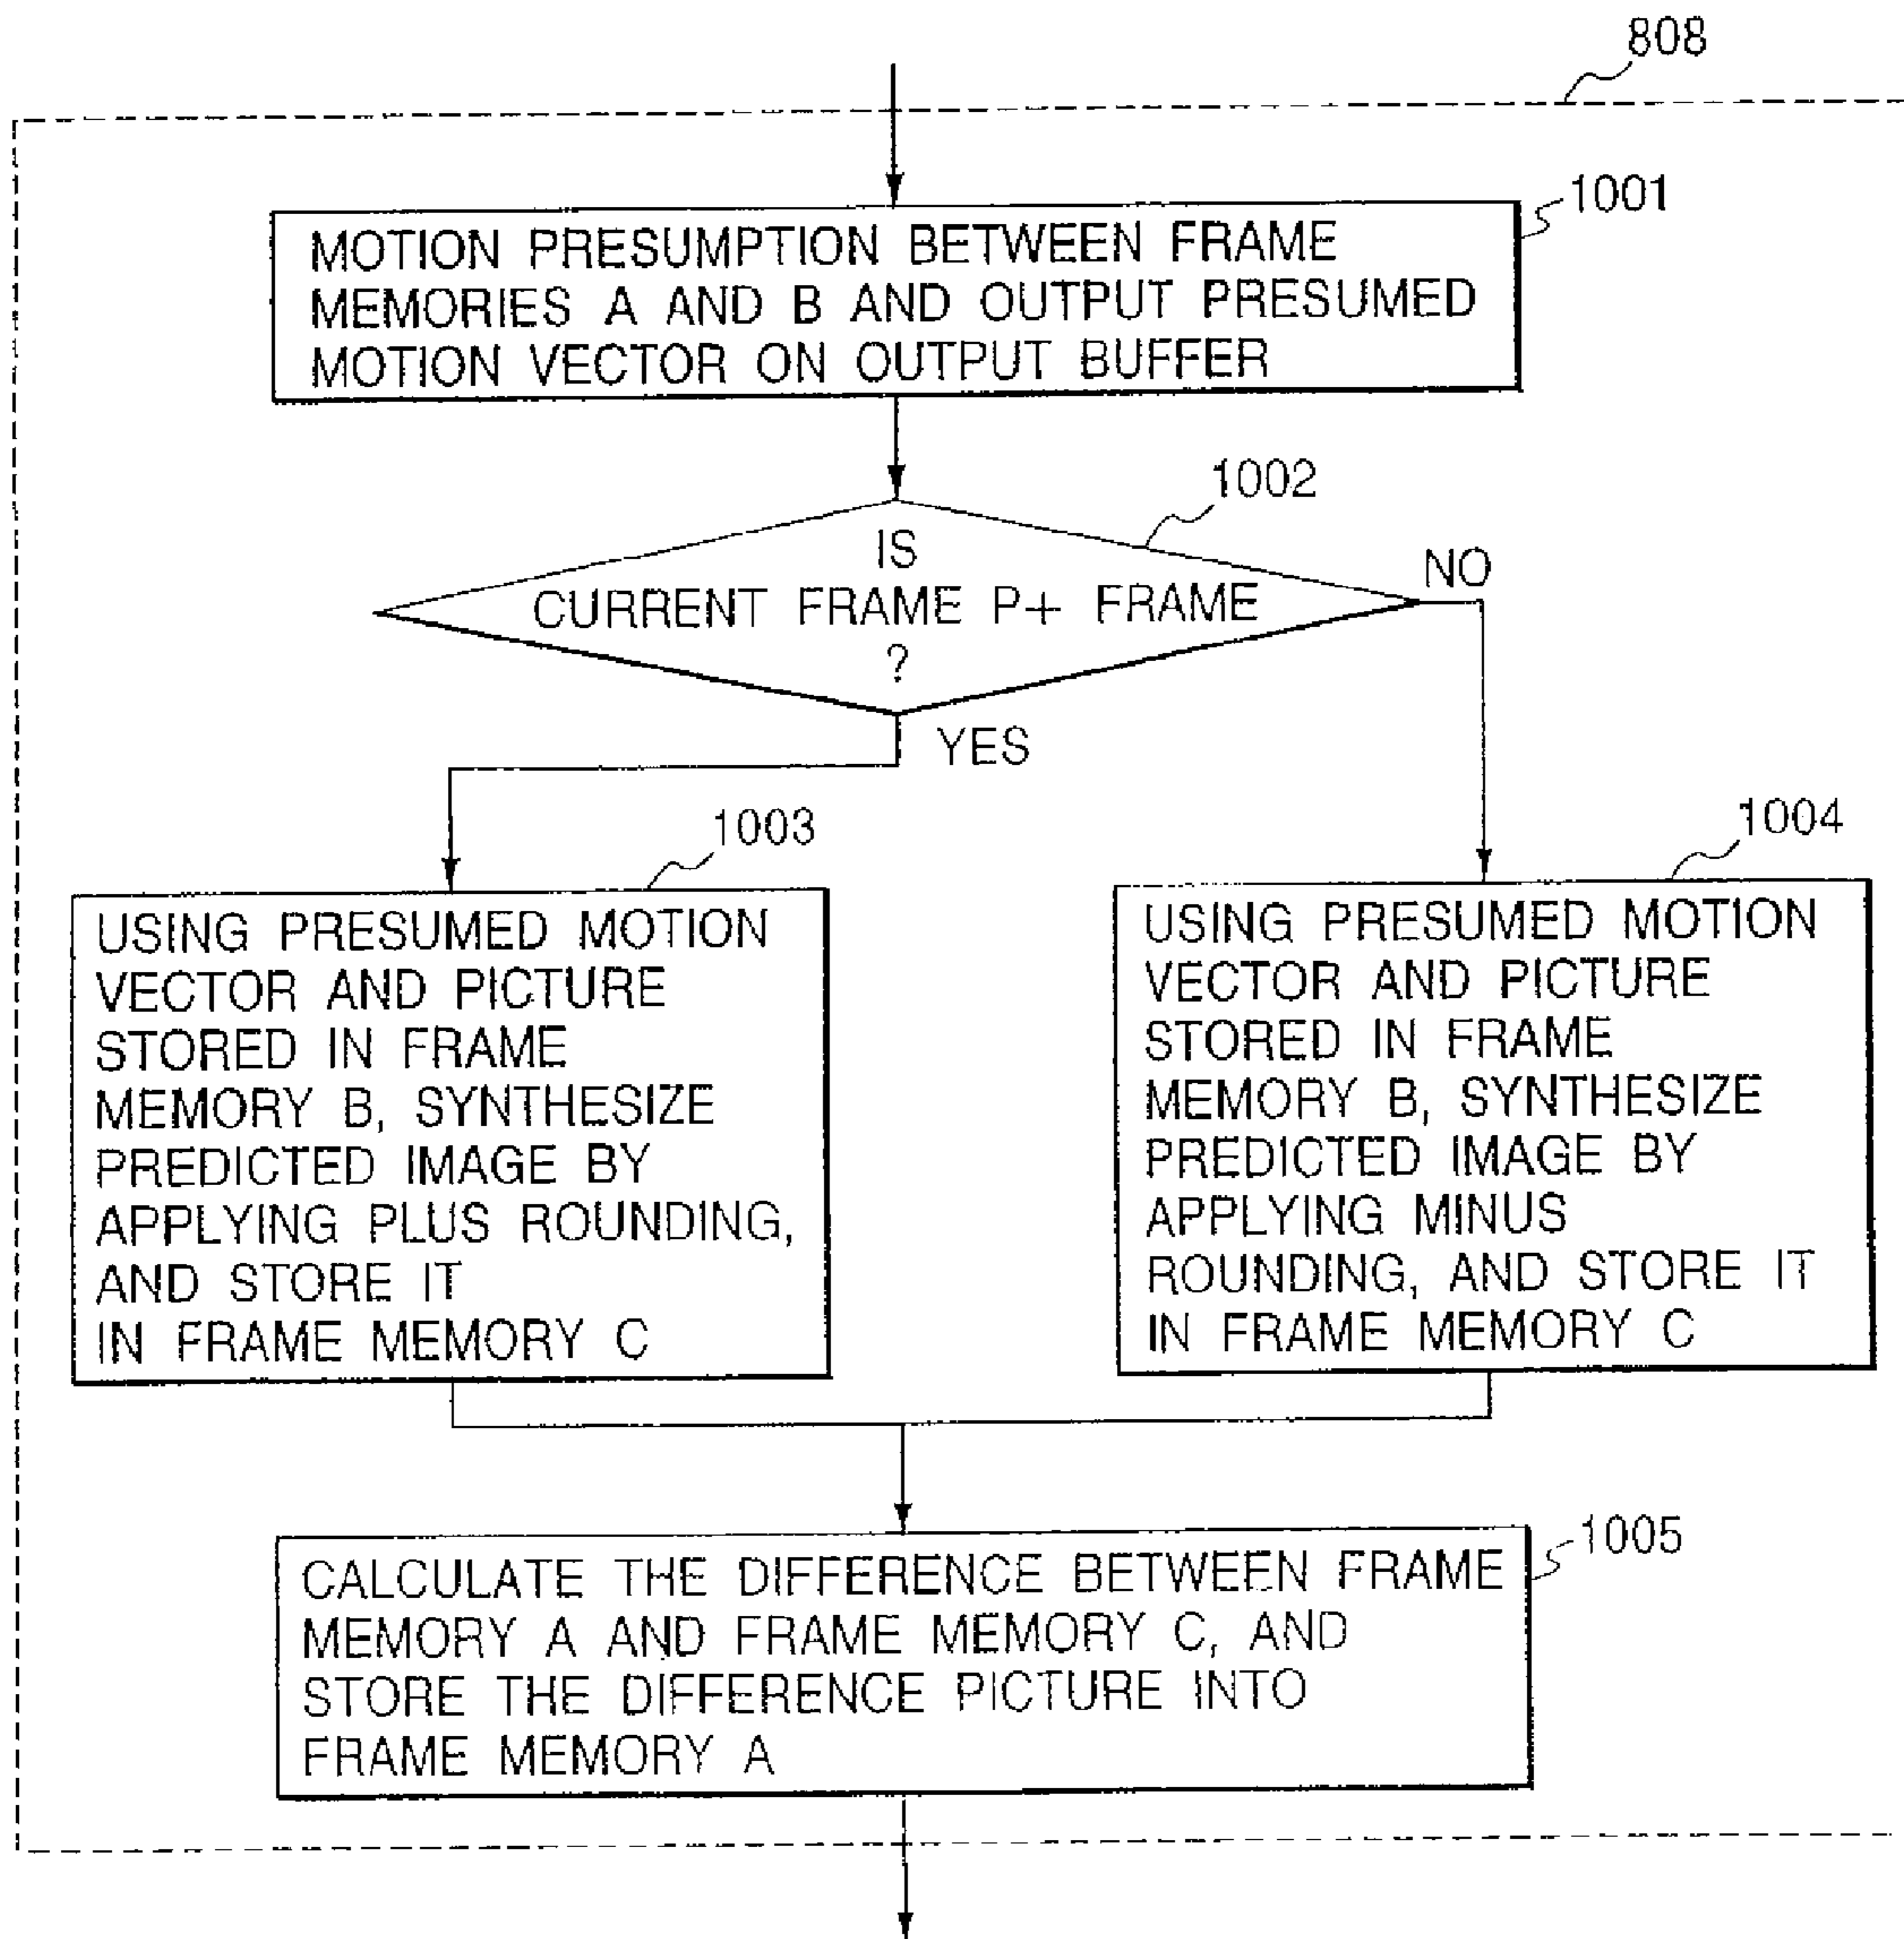 808
1001
MOTION PRESUMPTION BETWEEN FRAME
MEMORIES A AND B AND OUTPUT PRESUMED
MOTION VECTOR ON OUTPUT BUFFER
1002
IS
CURRENT FRAME P+ FRAME
?
NO
YES
1003
USING PRESUMED MOTION
VECTOR AND PICTURE
STORED IN FRAME
MEMORY B, SYNTHESIZE
PREDICTED IMAGE BY
APPLYING PLUS ROUNDING,
AND STORE IT
IN FRAME MEMORY C
1004
USING PRESUMED MOTION
VECTOR AND PICTURE
STORED IN FRAME
MEMORY B, SYNTHESIZE
PREDICTED IMAGE BY
APPLYING MINUS
ROUNDING, AND STORE IT
IN FRAME MEMORY C
1005
CALCULATE THE DIFFERENCE BETWEEN FRAME
MEMORY A AND FRAME MEMORY C, AND
STORE THE DIFFERENCE PICTURE INTO
FRAME MEMORY A